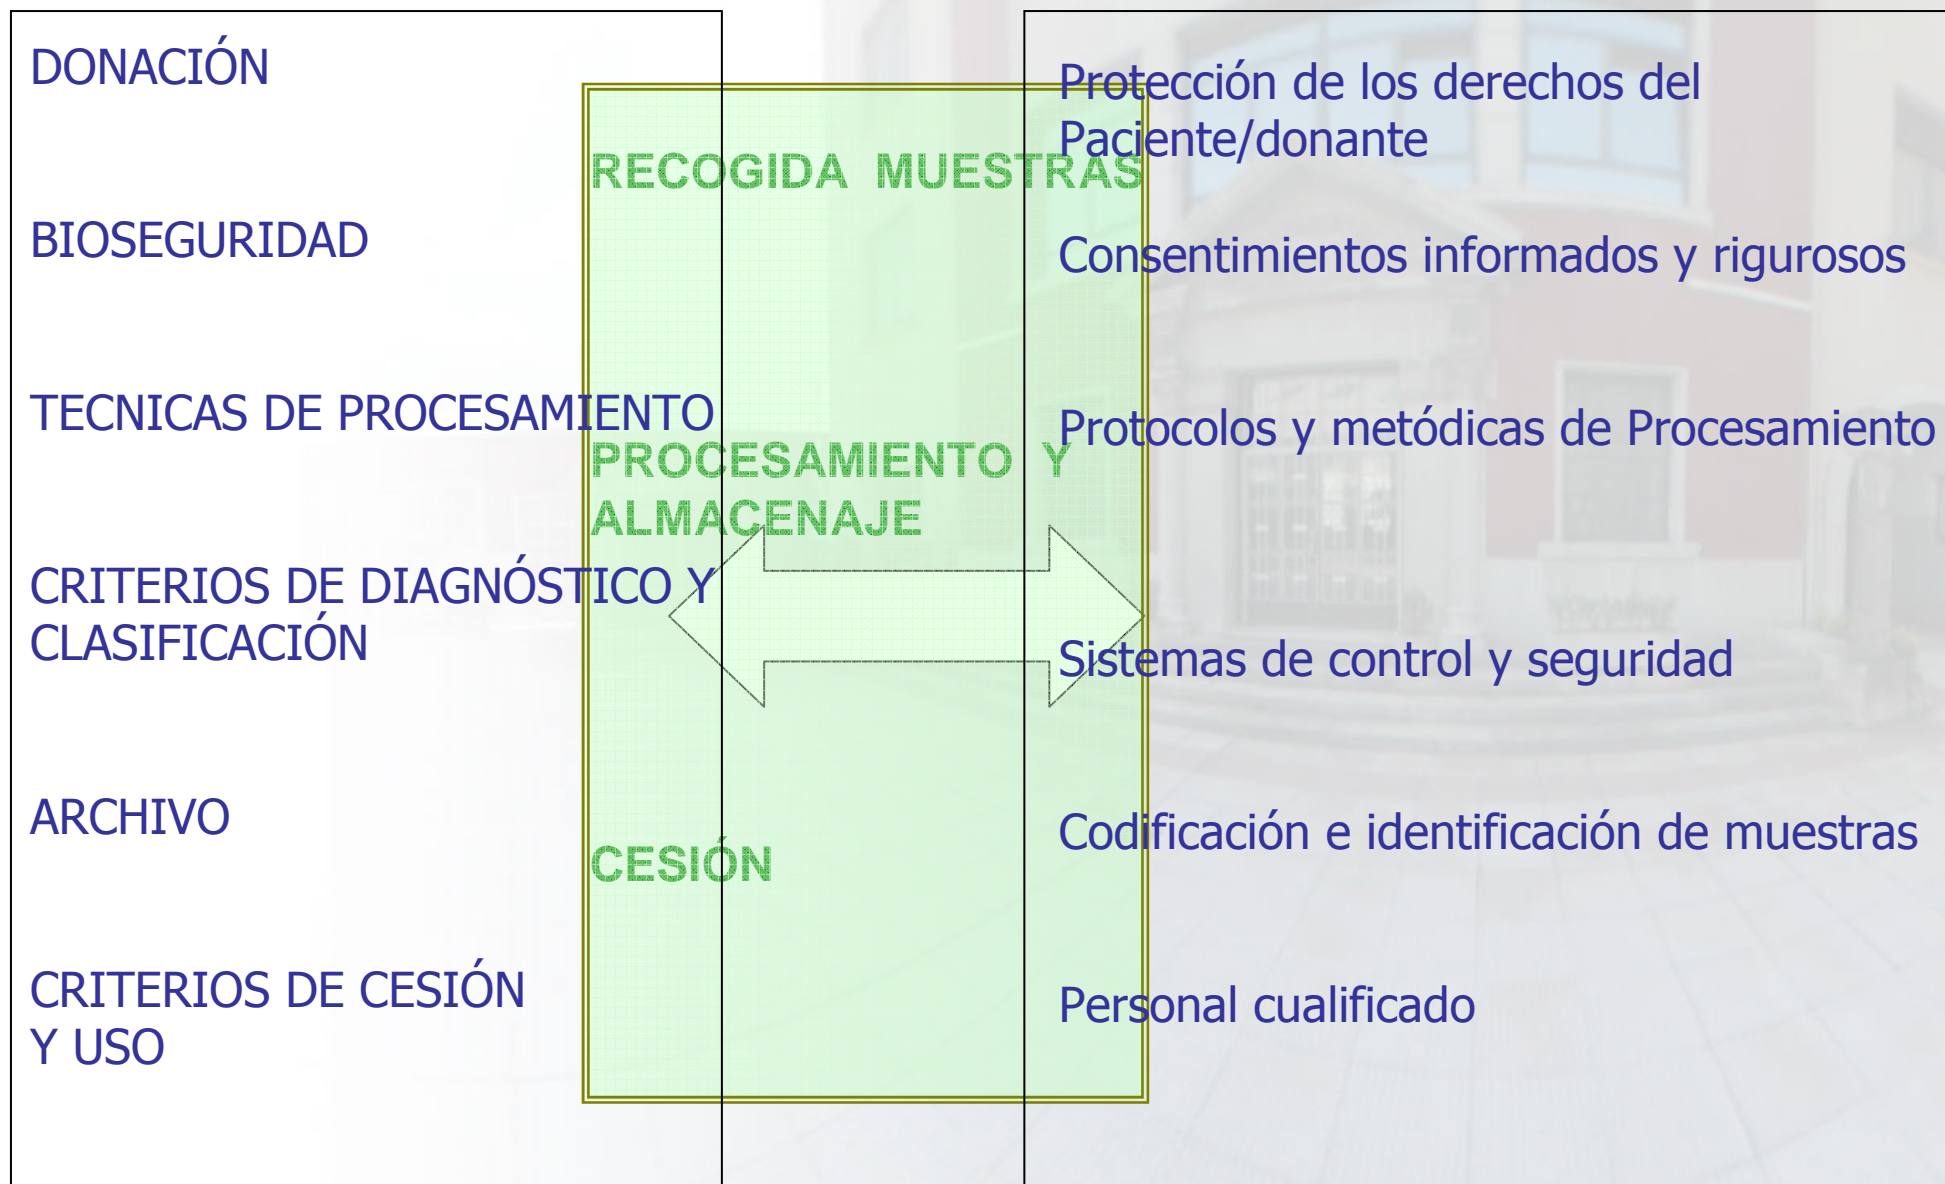 DONACIÓN
BIOSEGURIDAD
TECNICAS DE PROCESAMIENTO
CRITERIOS DE DIAGNÓSTICO Y
CLASIFICACIÓN
ARCHIVO
CRITERIOS DE CESIÓN
Y USO
RECOGIDA MUESTRAS
PROCESAMIENTO Y
ALMACENAJE
CESIÓN
Protección de los derechos del
Paciente/donante
Consentimientos informados y rigurosos
Protocolos y metódicas de Procesamiento
Sistemas de control y seguridad
Codificación e identificación de muestras
Personal cualificado